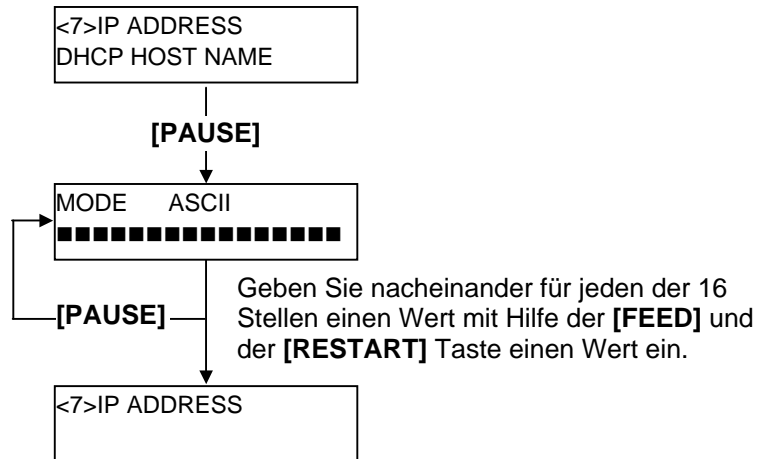 <7>IP ADDRESS
DHCP HOST NAME
[PAUSE]
MODE ASCII
■■■■■■■■■■■■■■■■
[PAUSE]
Geben Sie nacheinander für jeden der 16
Stellen einen Wert mit Hilfe der [FEED] und
der [RESTART] Taste einen Wert ein.
<7>IP ADDRESS